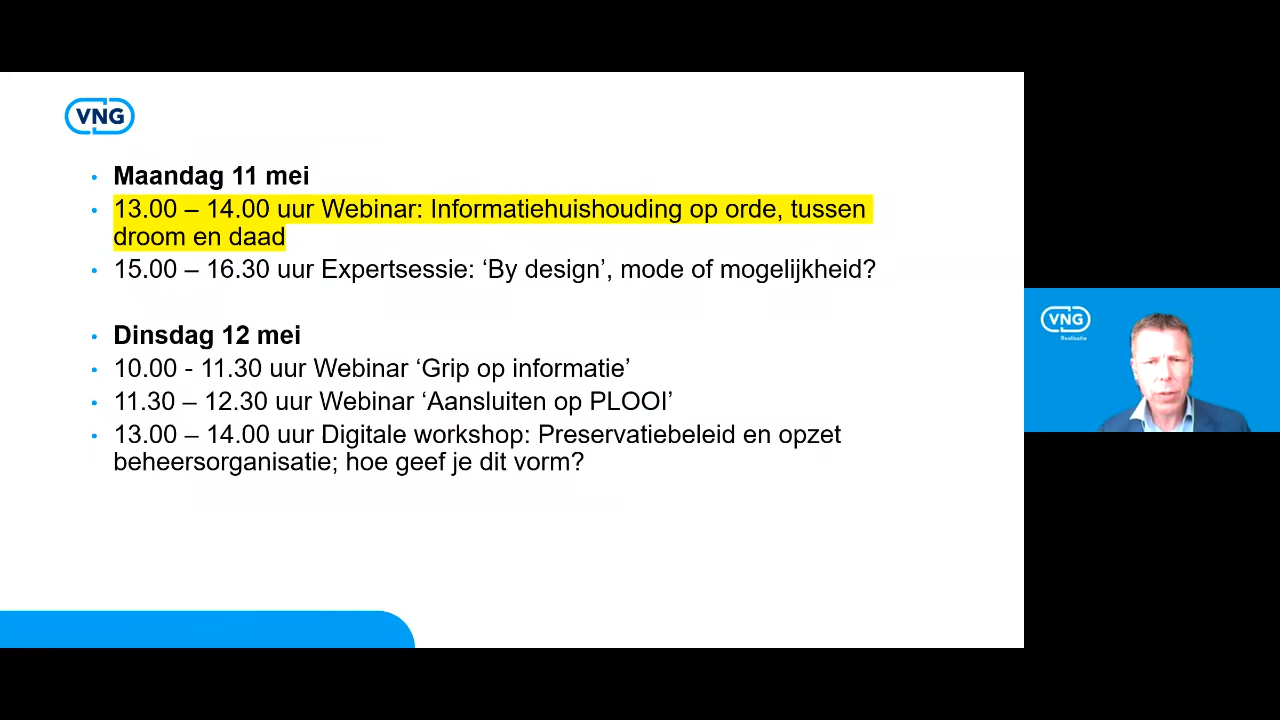 VNG
Maandag 11 mei
13.00 – 14.00 uur Webinar: Informatiehuishouding op orde, tussen
droom en daad
15.00 – 16.30 uur Expertsessie: ‘By design’, mode of mogelijkheid?
Dinsdag 12 mei
10.00 - 11.30 uur Webinar ‘Grip op informatie’
11.30 – 12.30 uur Webinar ‘Aansluiten op PLOOI’
13.00 – 14.00 uur Digitale workshop: Preservatiebeleid en opzet
beheersorganisatie; hoe geef je dit vorm?
VNG
Realisatie